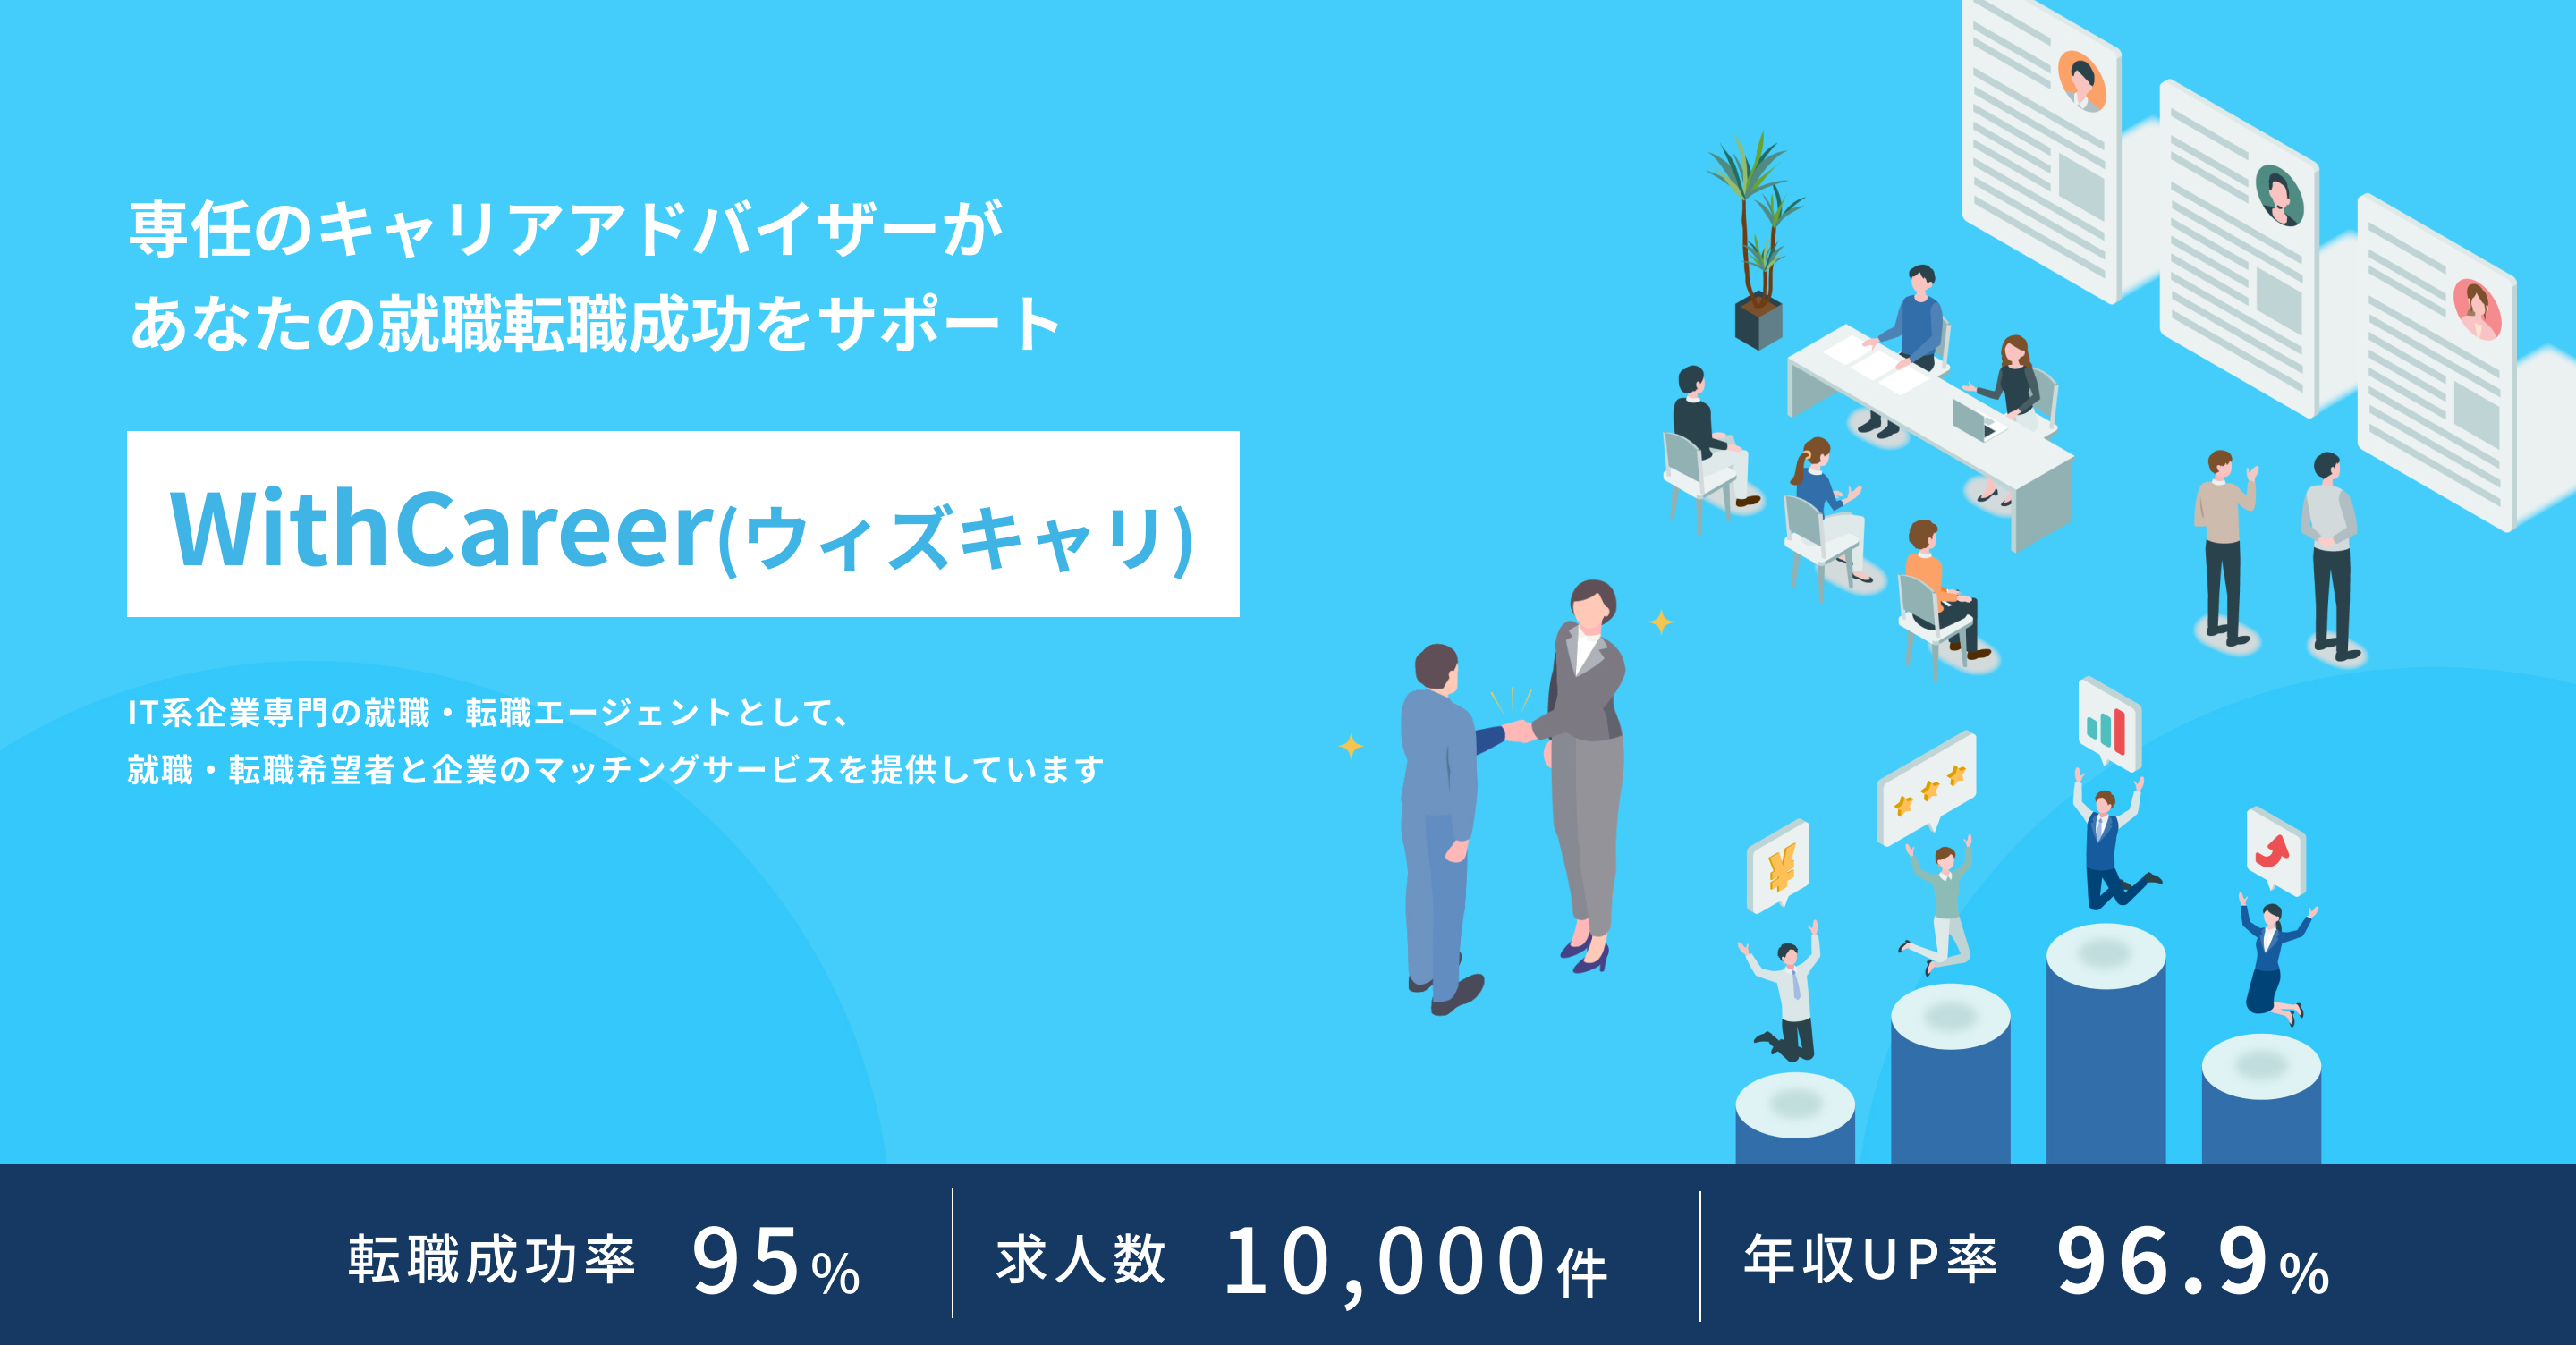 専任のキャリアアドバイザーが
あなたの就職転職成功をサポート
WithCareer(ウィズキャリ)
IT系企業専門の就職・転職エージェントとして、
就職・転職希望者と企業のマッチングサービスを提供しています
¥
転職成功率 95%
求人数 10,000件
年収UP率 96.9%